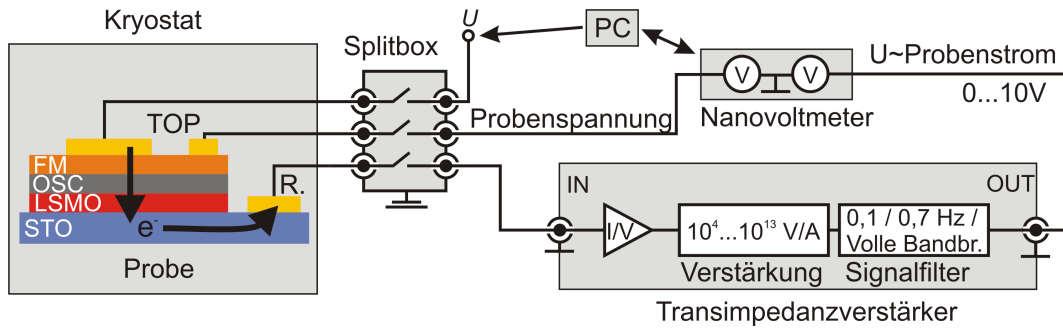 Kryostat
Splitbox
U
PC
U~Probenstrom
0...10V
Probenspannung
Nanovoltmeter
V
V
TOP
FM
OSC
LSMO
STO
e-
R.
Probe
IN
OUT
I/V
10⁴...10¹³ V/A
0,1 / 0,7 Hz /
Volle Bandbr.
Verstärkung
Signalfilter
Transimpedanzverstärker